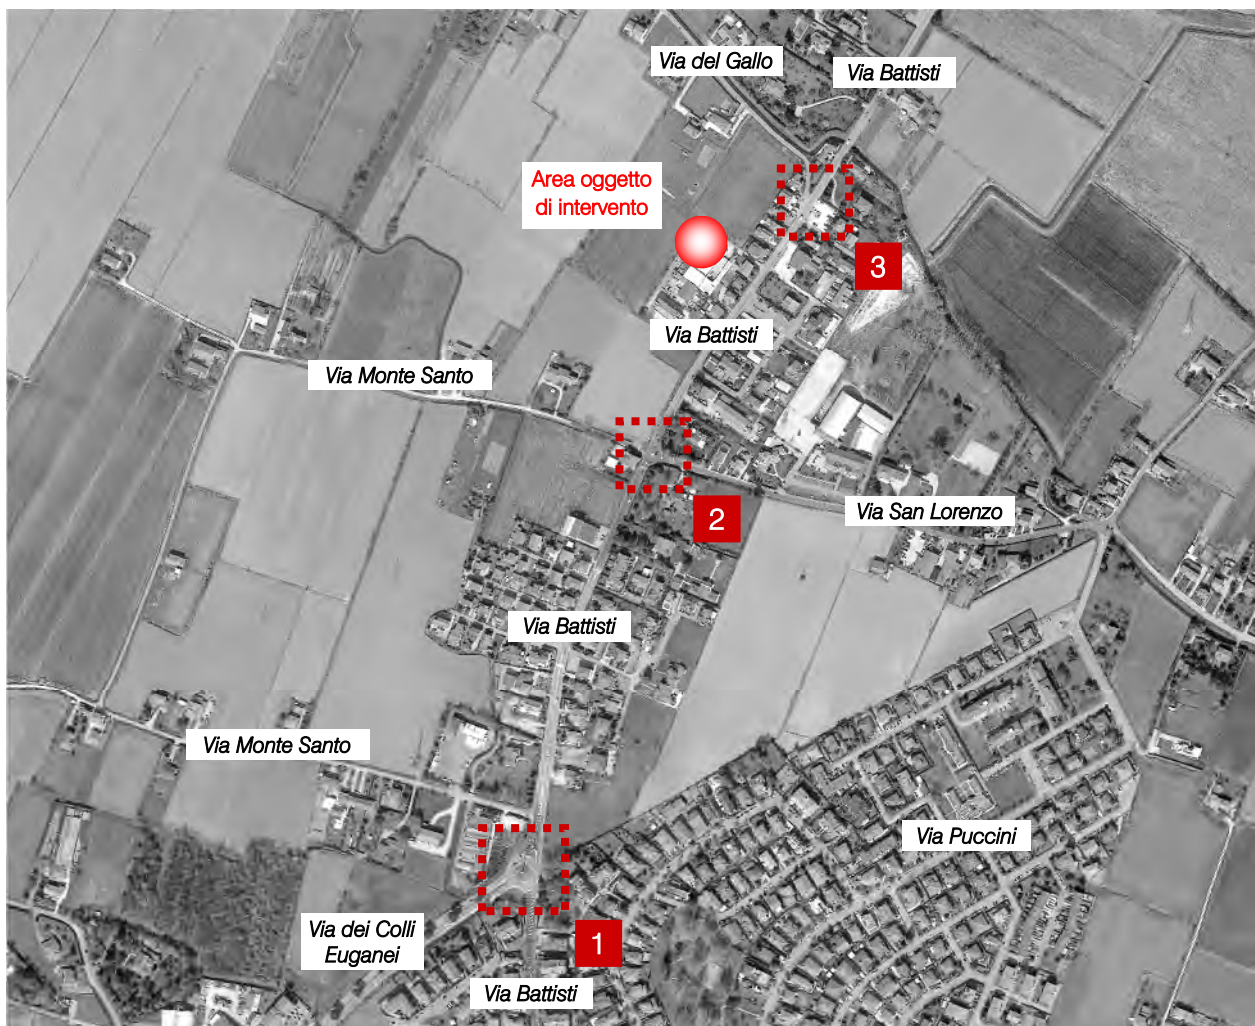 Via del Gallo
Via Battisti
Area oggetto
di intervento
3
Via Battisti
Via Monte Santo
2
Via San Lorenzo
Via Battisti
Via Monte Santo
Via Puccini
Via dei Colli
Euganei
1
Via Battisti